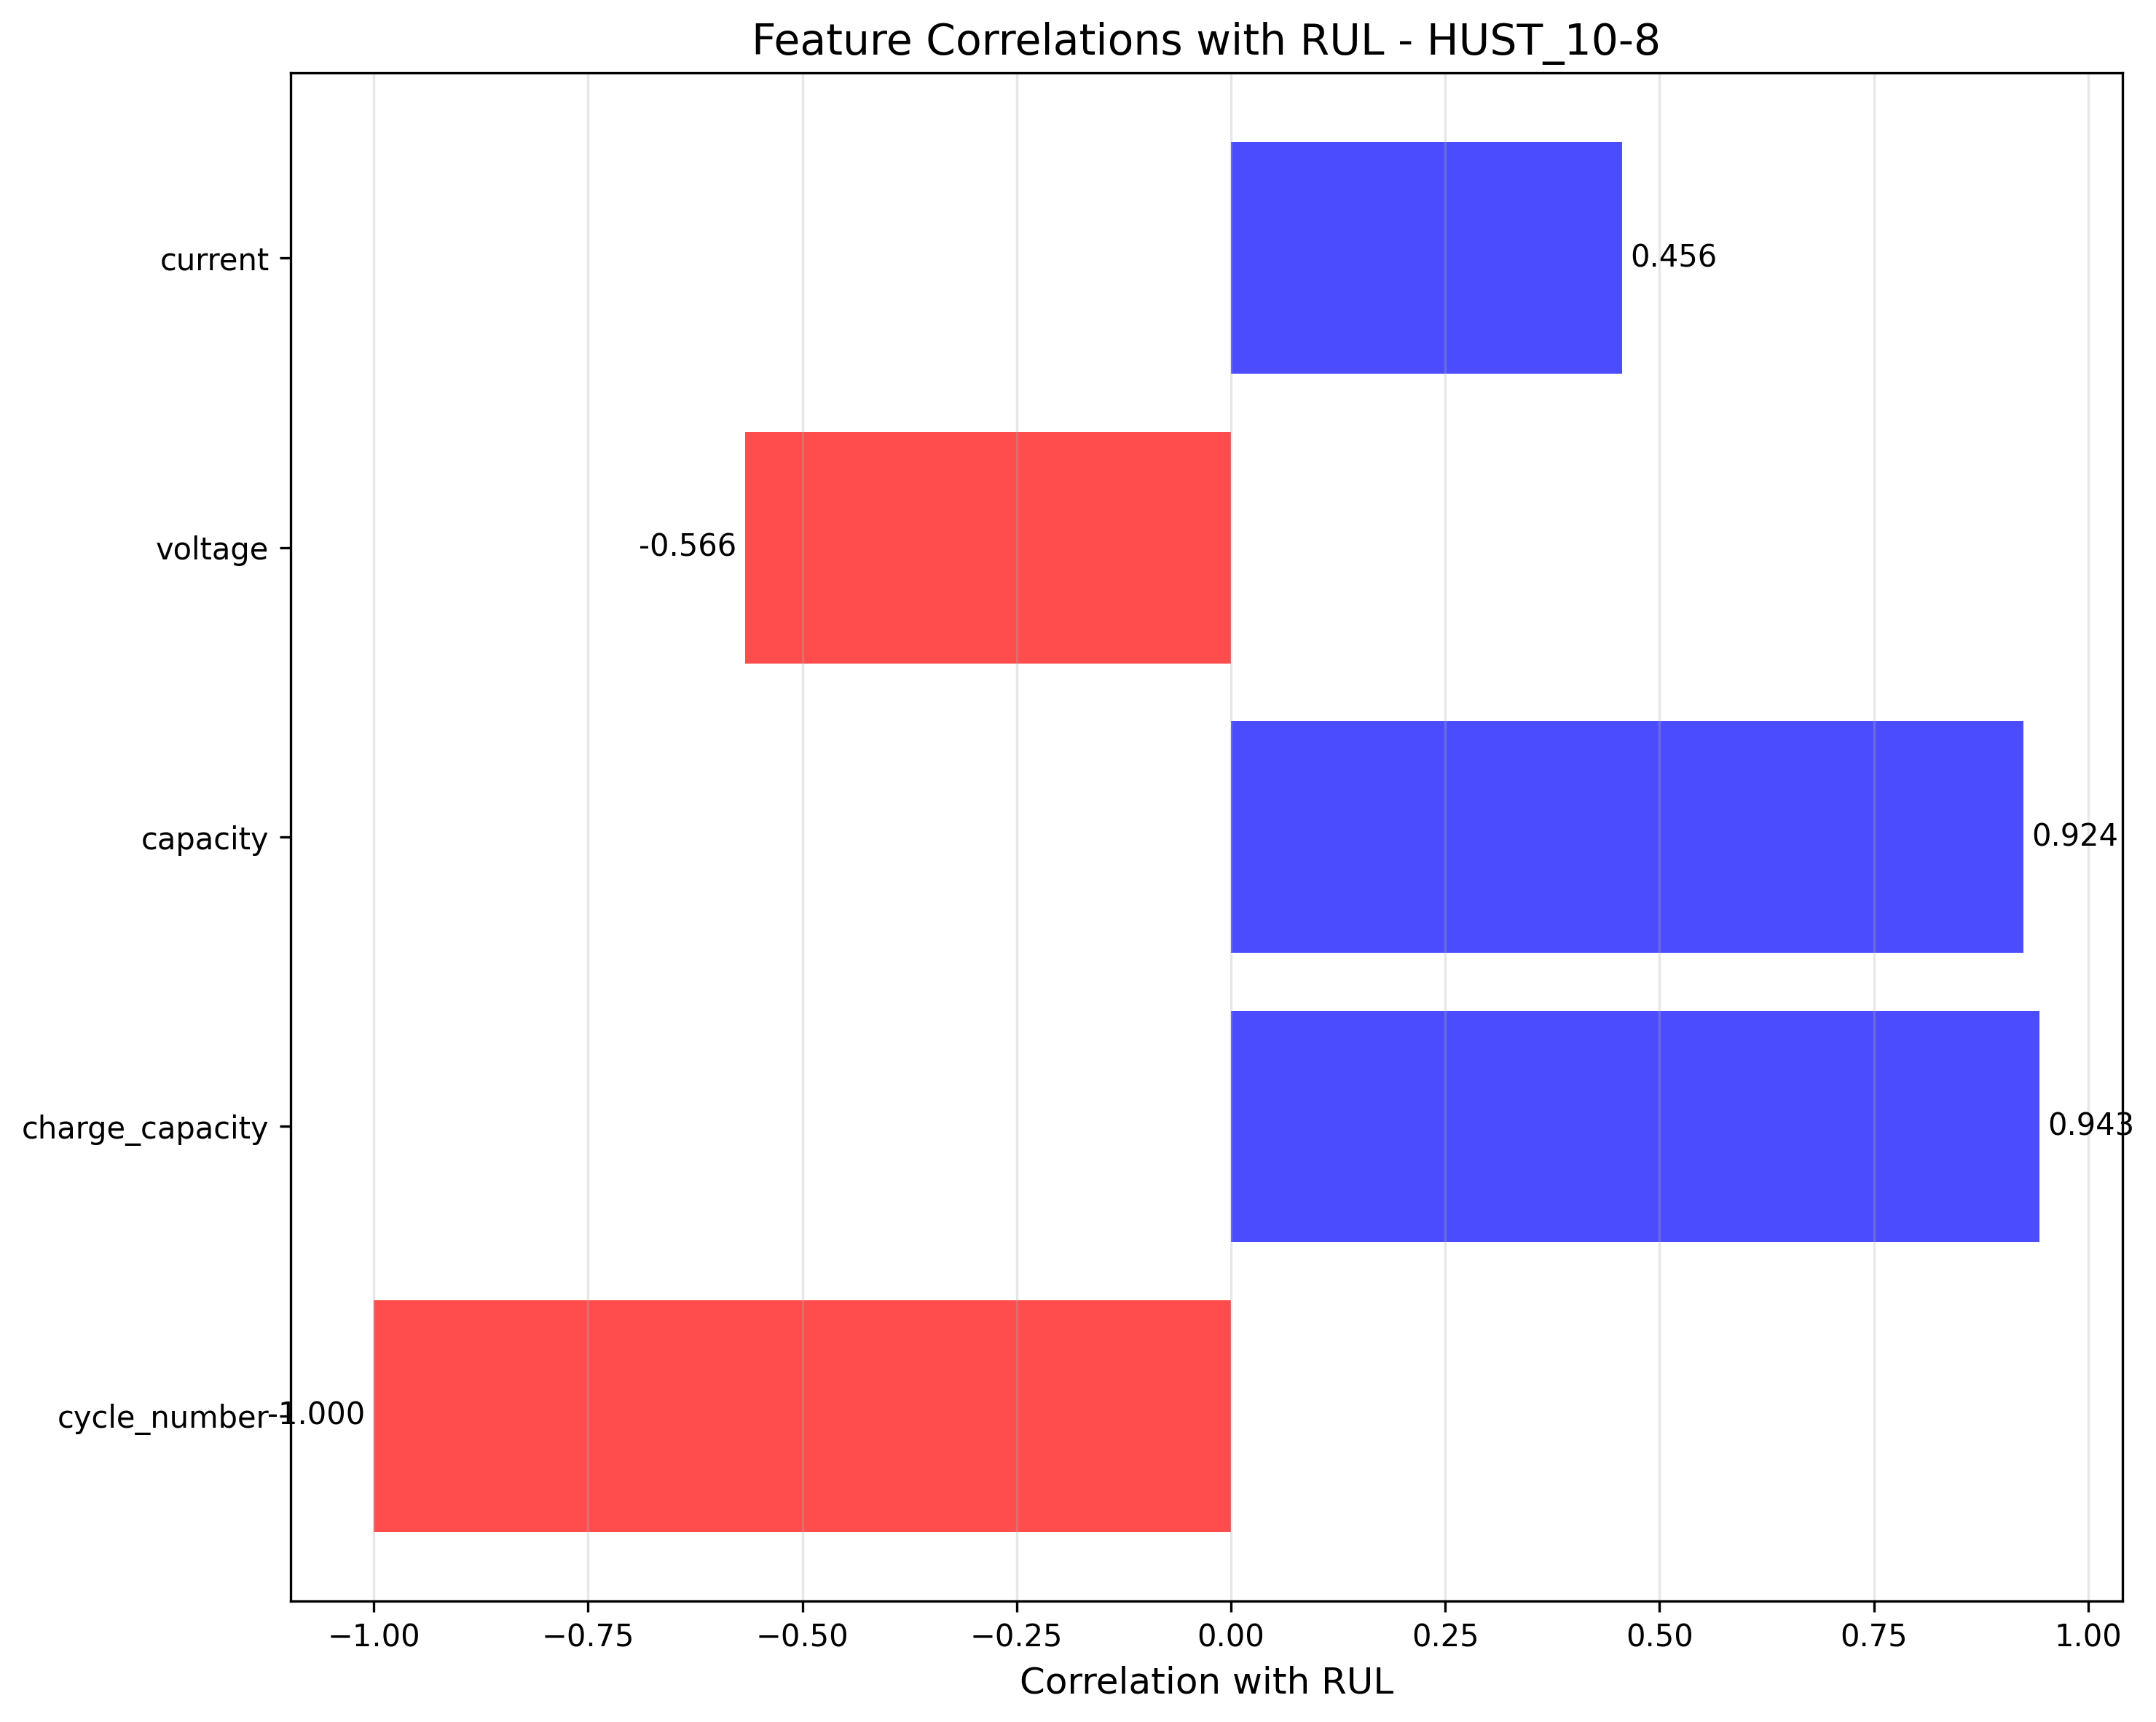 Feature Correlations with RUL - HUST_10-8
current
0.456
voltage
-0.566
capacity
0.924
charge_capacity
0.943
cycle_number
-1.000
−1.00 −0.75 −0.50 −0.25 0.00 0.25 0.50 0.75 1.00
Correlation with RUL